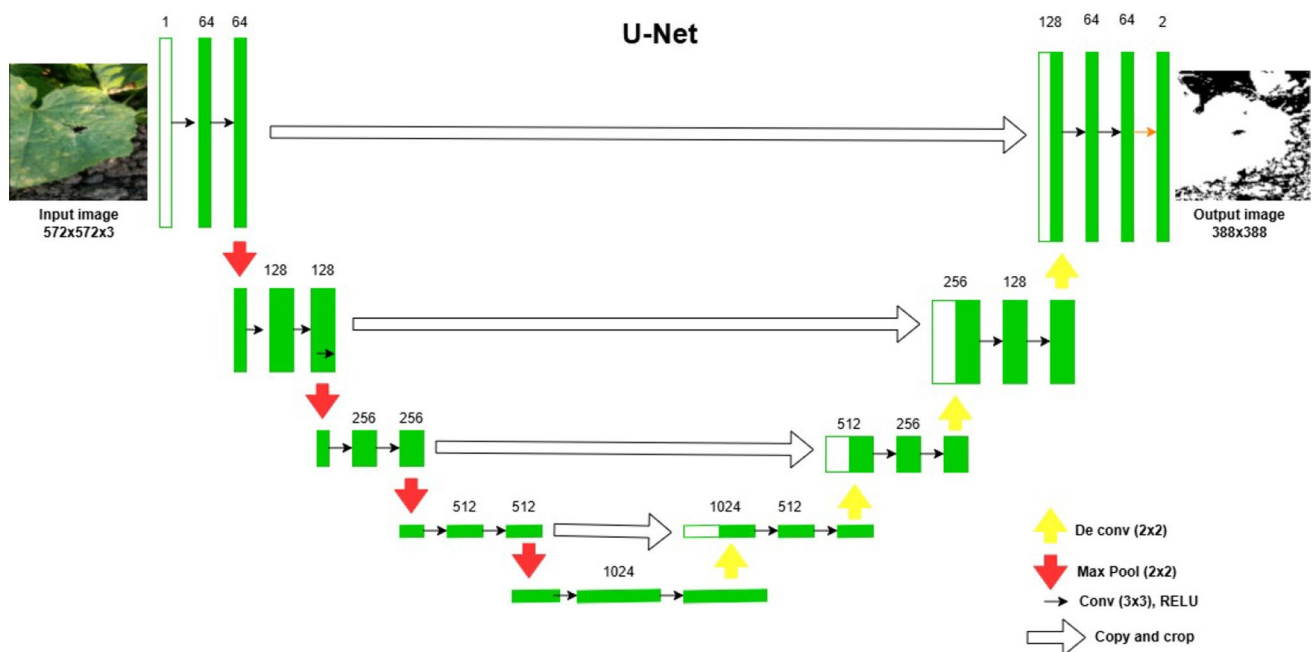 U-Net
1 64 64
128 64 64 2
Input image
572x572x3
Output image
388x388
128 128
256 128
256 256
512 256
512 512
1024 512
1024
De conv (2x2)
Max Pool (2x2)
Conv (3x3), RELU
Copy and crop